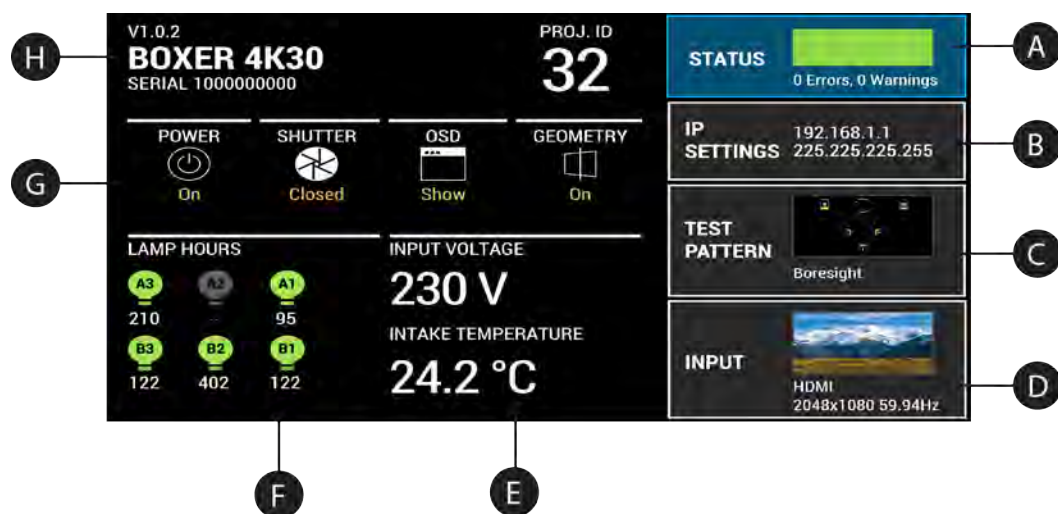 V1.0.2
BOXER 4K30
SERIAL 1000000000
PROJ. ID
32
POWER
On
SHUTTER
Closed
OSD
Show
GEOMETRY
On
LAMP HOURS
A3
A2
A1
210
--
95
B3
B2
B1
122
402
122
INPUT VOLTAGE
230 V
INTAKE TEMPERATURE
24.2 °C
STATUS
0 Errors, 0 Warnings
IP
SETTINGS
192.168.1.1
225.225.225.255
TEST
PATTERN
Boresight
INPUT
HDMI
2048x1080 59.94Hz
A
B
C
D
E
F
G
H